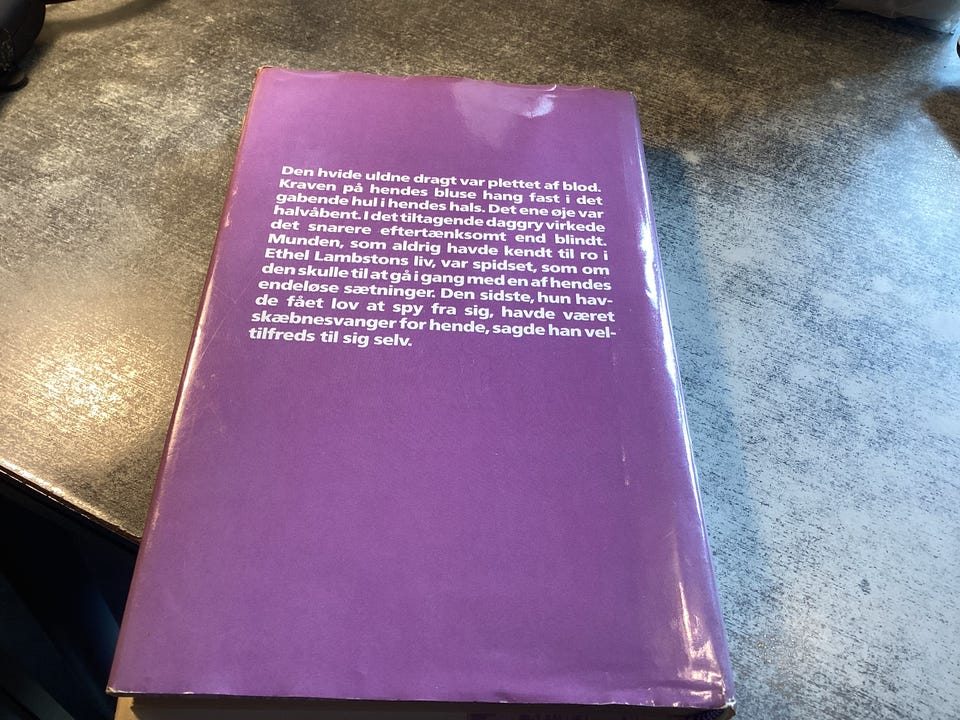 Den hvide uldne dragt var plettet af blod.
Kraven på hendes bluse hang fast i det
gabende hul i hendes hals. Det ene øje var
halvåbent. I det tiltagende daggry virkede
det snarere eftertænksomt end blindt.
Munden, som aldrig havde kendt til ro i
Ethel Lambstons liv, var spidset, som om
den skulle til at gå i gang med en af hendes
endeløse sætninger. Den sidste, hun hav-
de fået lov at spy fra sig, havde været
skæbnesvanger for hende, sagde han vel-
tilfreds til sig selv.